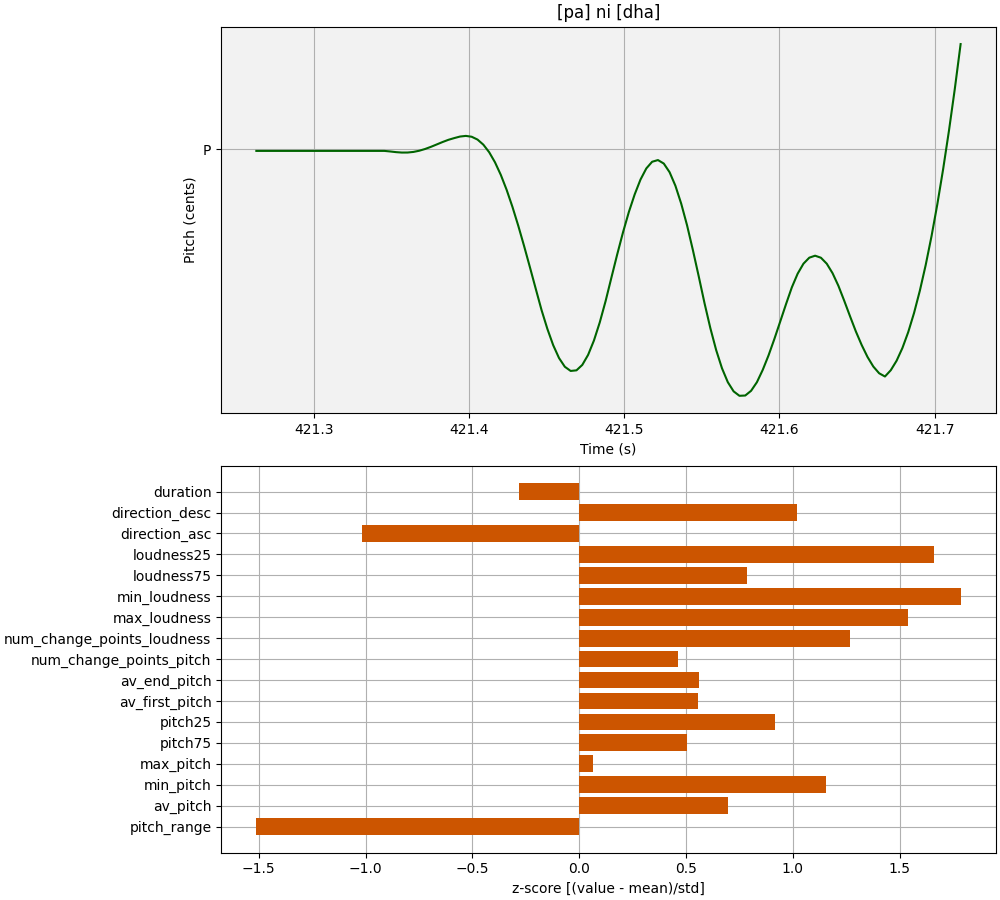 [pa] ni [dha]
P
Pitch (cents)
421.3 421.4 421.5 421.6 421.7
Time (s)
duration
direction_desc
direction_asc
loudness25
loudness75
min_loudness
max_loudness
num_change_points_loudness
num_change_points_pitch
av_end_pitch
av_first_pitch
pitch25
pitch75
max_pitch
min_pitch
av_pitch
pitch_range
−1.5 −1.0 −0.5 0.0 0.5 1.0 1.5
z-score [(value - mean)/std]